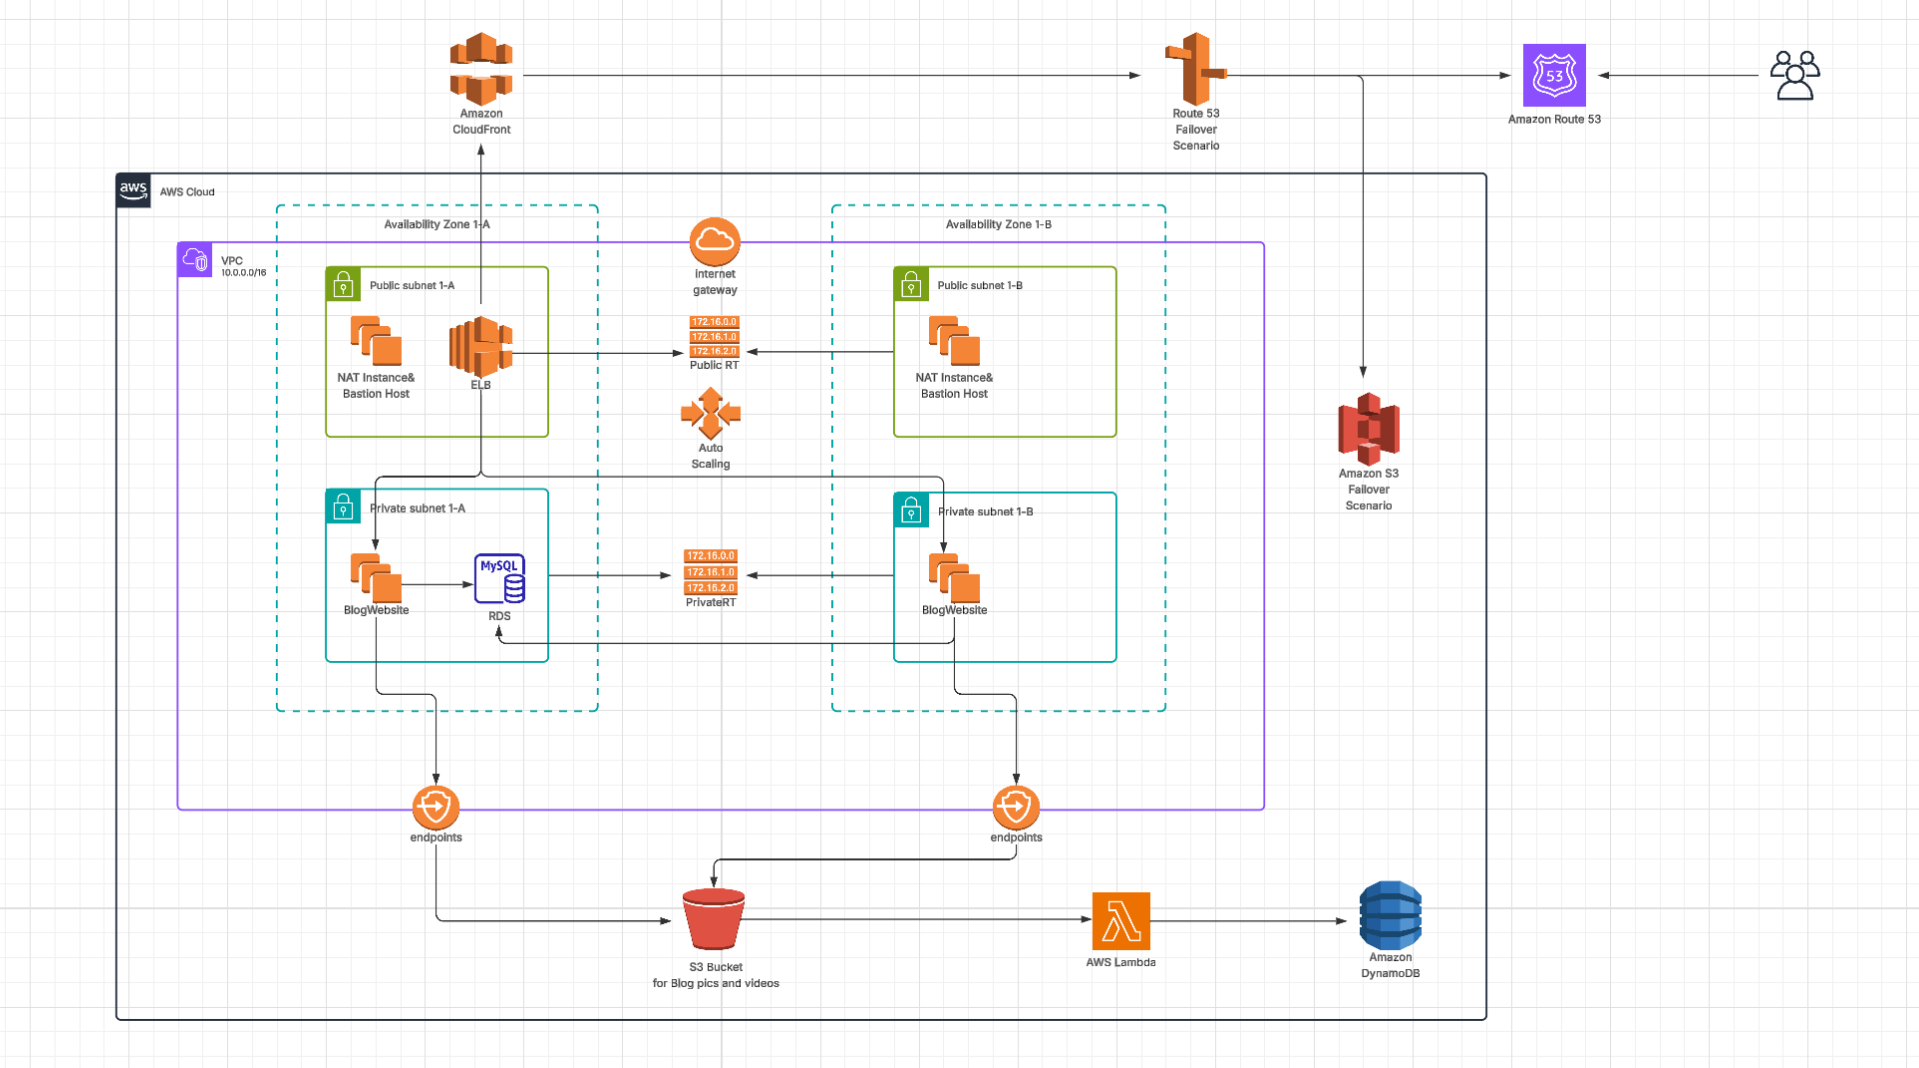 Amazon
CloudFront
Route 53
Failover
Scenario
53
Amazon Route 53
aws
AWS Cloud
Availability Zone 1-A
Availability Zone 1-B
VPC
10.0.0.0/16
internet
gateway
Public subnet 1-A
Public subnet 1-B
NAT Instance&
Bastion Host
ELB
172.16.0.0
172.16.1.0
172.16.2.0
Public RT
NAT Instance&
Bastion Host
Auto
Scaling
Amazon S3
Failover
Scenario
Private subnet 1-A
Private subnet 1-B
BlogWebsite
MySQL
RDS
172.16.0.0
172.16.1.0
172.16.2.0
PrivateRT
BlogWebsite
endpoints
endpoints
S3 Bucket
for Blog pics and videos
AWS Lambda
Amazon
DynamoDB